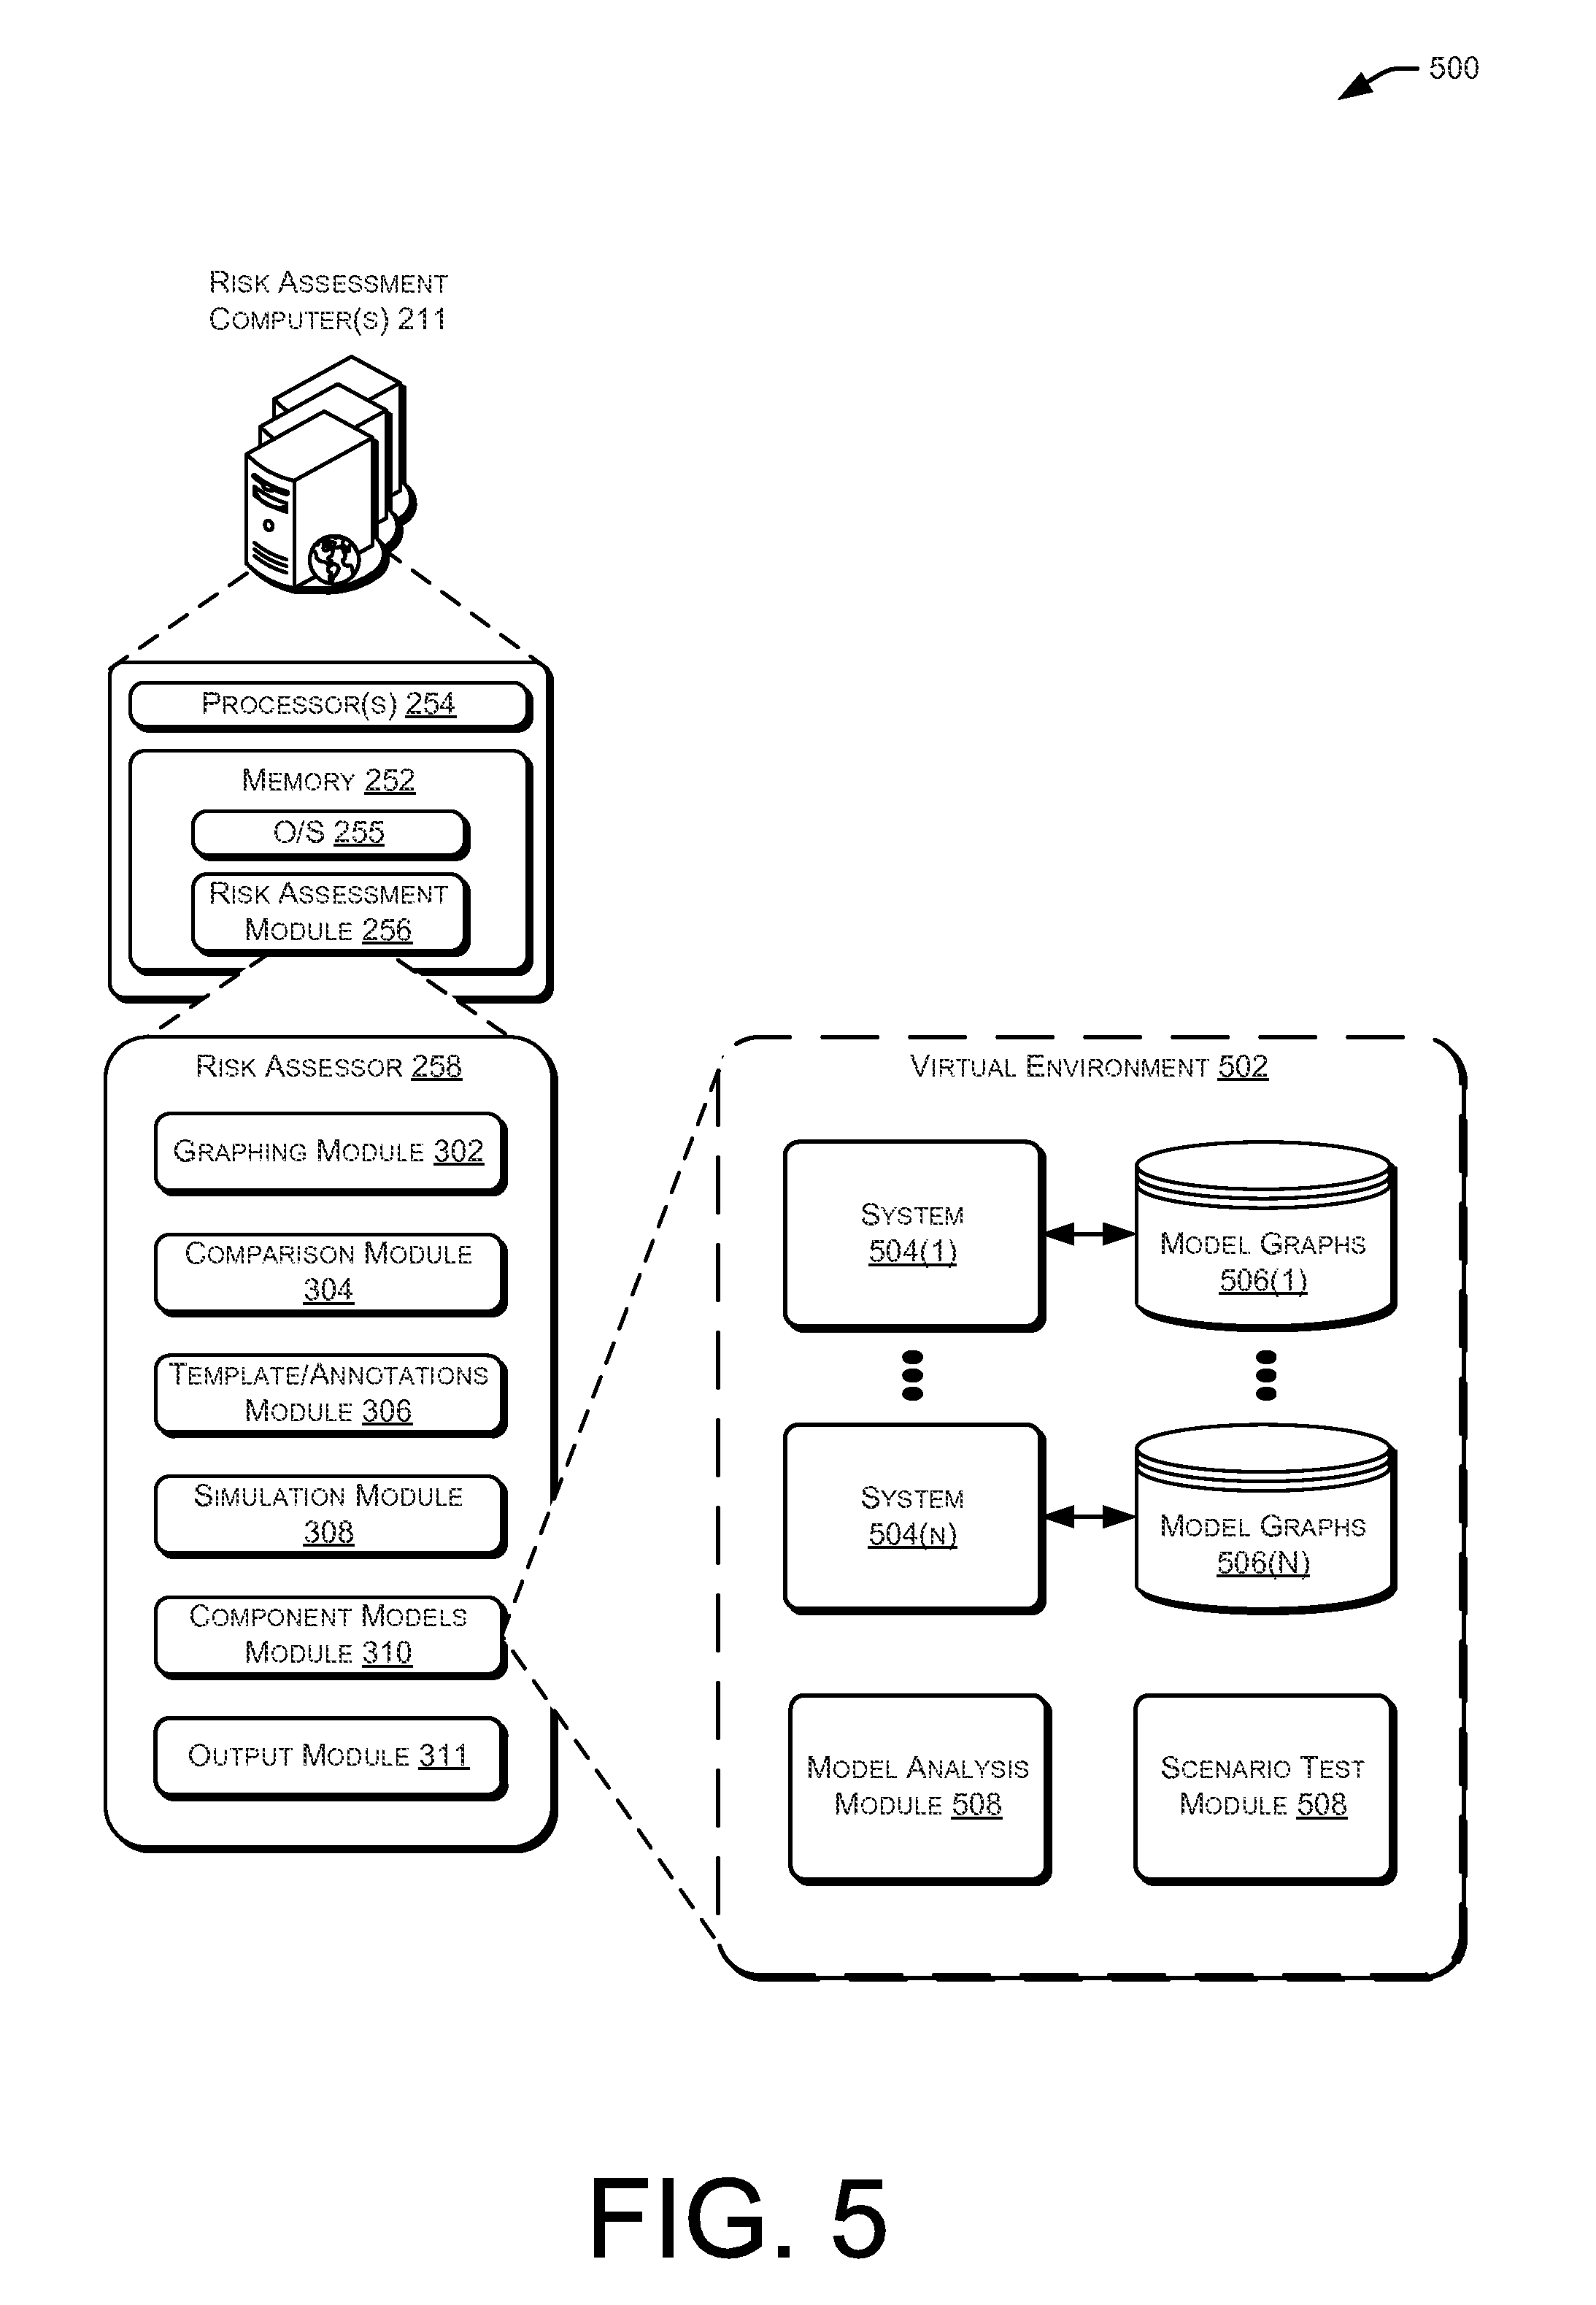 500
Risk Assessment
Computer(s) 211
Processor(s) 254
Memory 252
O/S 255
Risk Assessment
Module 256
Risk Assessor 258
Graphing Module 302
Comparison Module
304
Template/Annotations
Module 306
Simulation Module
308
Component Models
Module 310
Output Module 311
Virtual Environment 502
System
504(1)
Model Graphs
506(1)
System
504(n)
Model Graphs
506(N)
Model Analysis
Module 508
Scenario Test
Module 508
FIG. 5